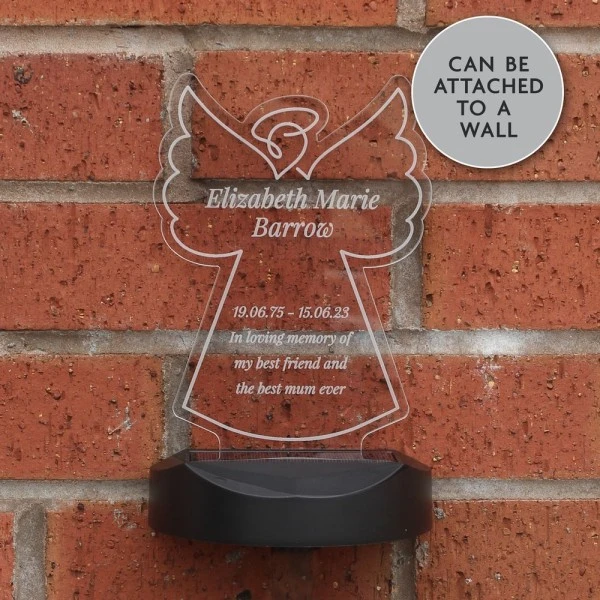 CAN BE
ATTACHED
TO A
WALL
Elizabeth Marie
Barrow
19.06.75 - 15.06.23
In loving memory of
my best friend and
the best mum ever